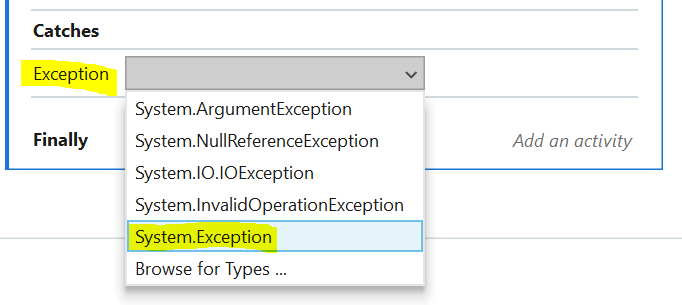 Catches
Exception
System.ArgumentException
System.NullReferenceException
Finally
Add an activity
System.IO.IOException
System.InvalidOperationException
System.Exception
Browse for Types ...